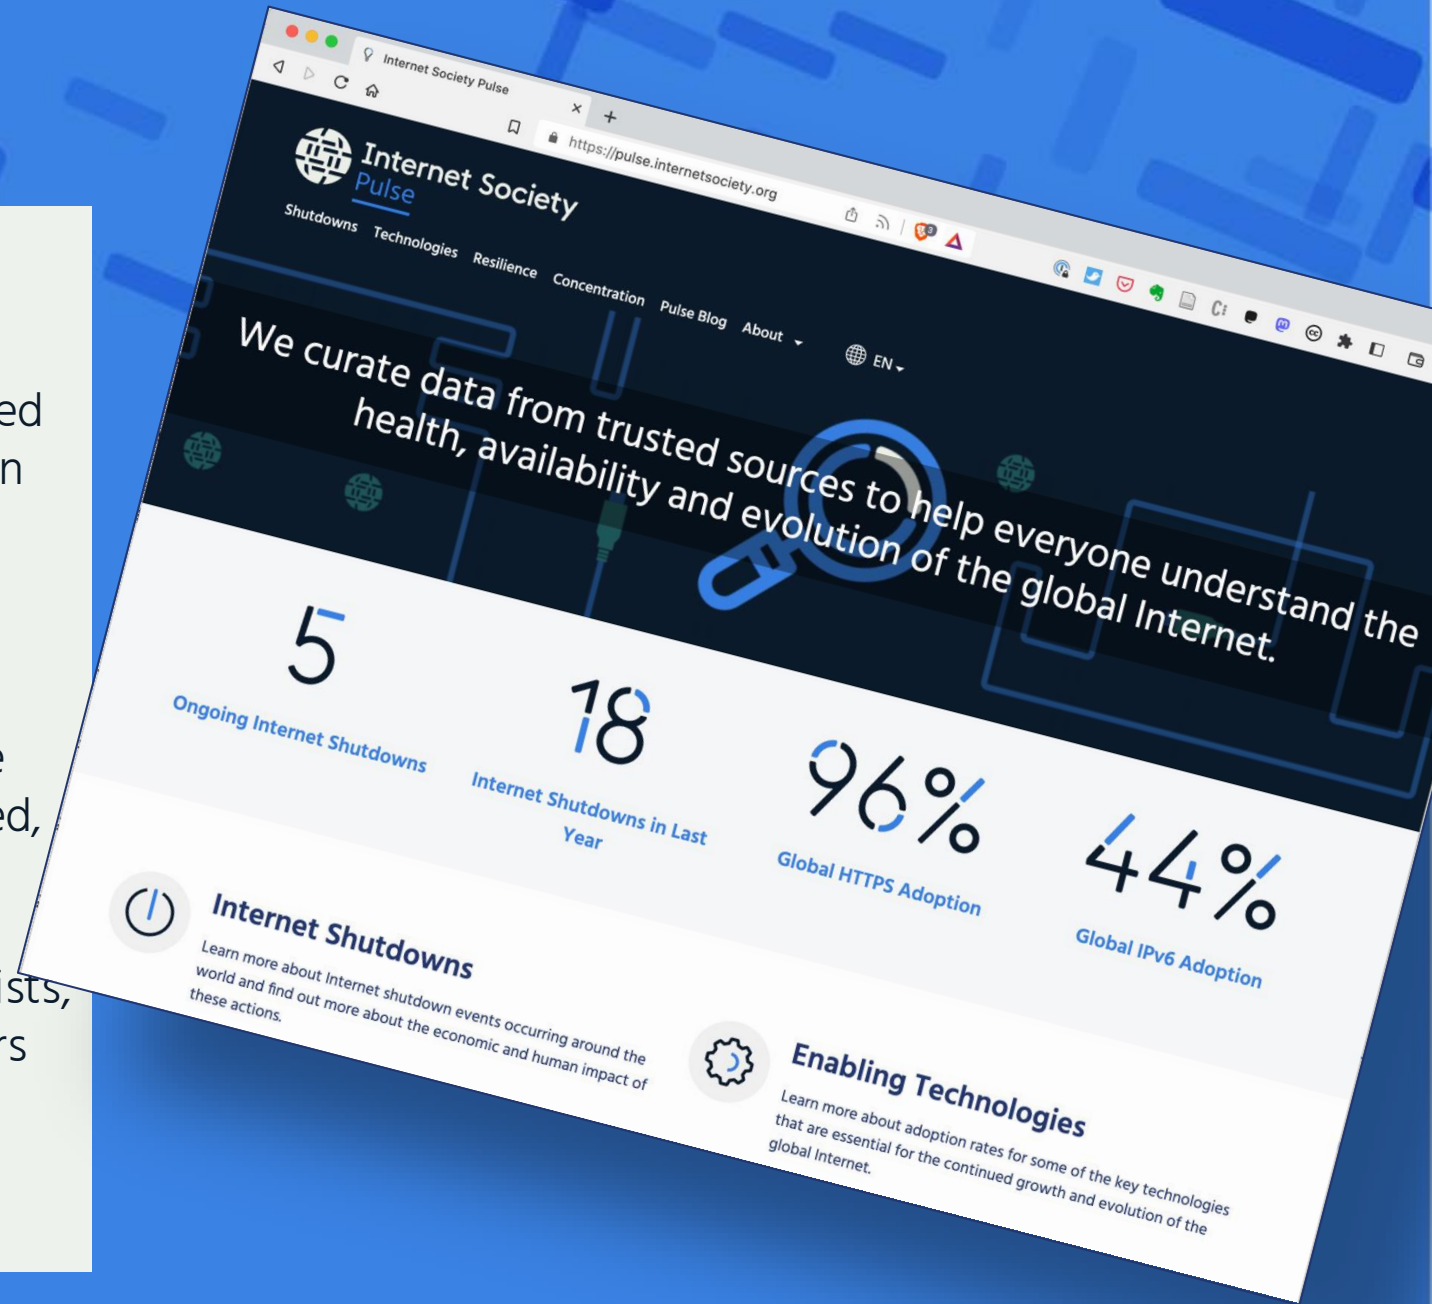 Internet Society Pulse
https://pulse.internetsociety.org
3
Internet Society
Pulse
Shutdowns Technologies Resilience Concentration Pulse Blog About EN
We curate data from trusted sources to help everyone understand the
health, availability and evolution of the global Internet.
5
Ongoing Internet Shutdowns
18
Internet Shutdowns in Last
Year
96%
Global HTTPS Adoption
44%
Global IPv6 Adoption
Internet Shutdowns
Learn more about Internet shutdown events occurring around the
world and find out more about the economic and human impact of
these actions.
Enabling Technologies
Learn more about adoption rates for some of the key technologies
that are essential for the continued growth and evolution of the
global Internet.